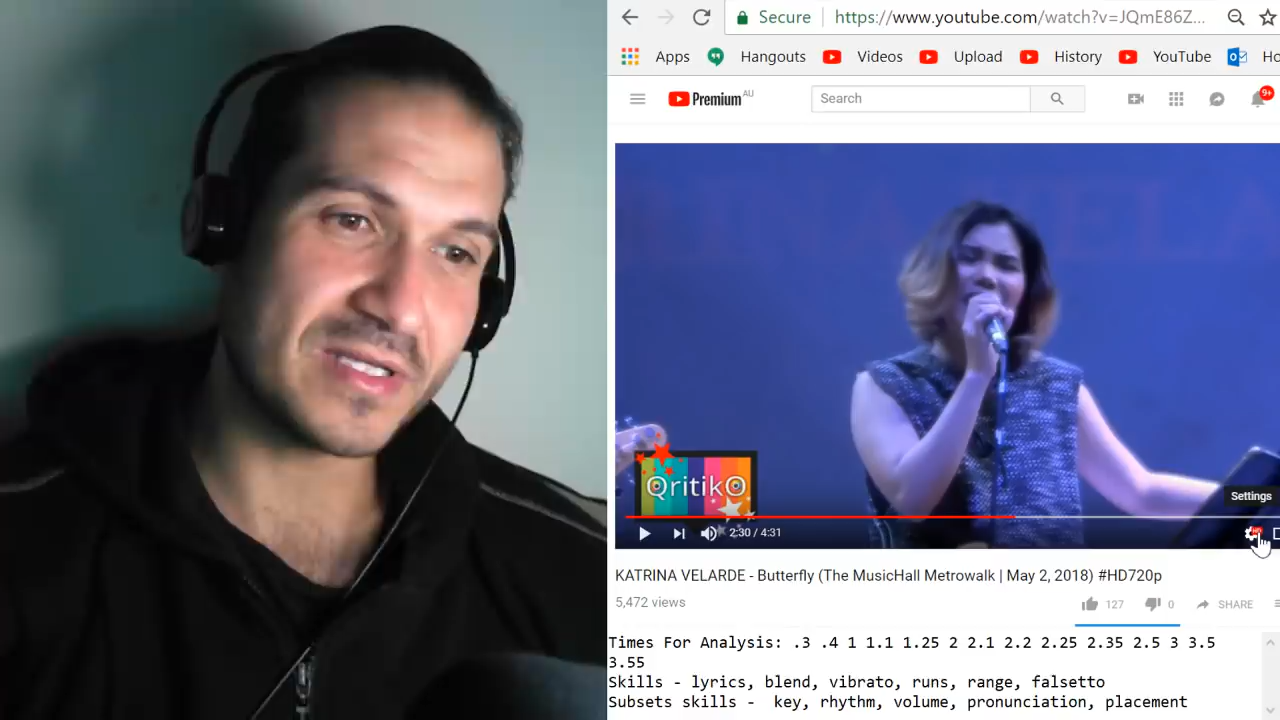 Secure https://www.youtube.com/watch?v=JQmE86Z...
Apps Hangouts Videos Upload History YouTube Ho
Premium AU Search 9+
QritikO
Settings
2:30 / 4:31
KATRINA VELARDE - Butterfly (The MusicHall Metrowalk | May 2, 2018) #HD720p
5,472 views
127 0 SHARE
Times For Analysis: .3 .4 1 1.1 1.25 2 2.1 2.2 2.25 2.35 2.5 3 3.5
3.55
Skills - lyrics, blend, vibrato, runs, range, falsetto
Subsets skills - key, rhythm, volume, pronunciation, placement